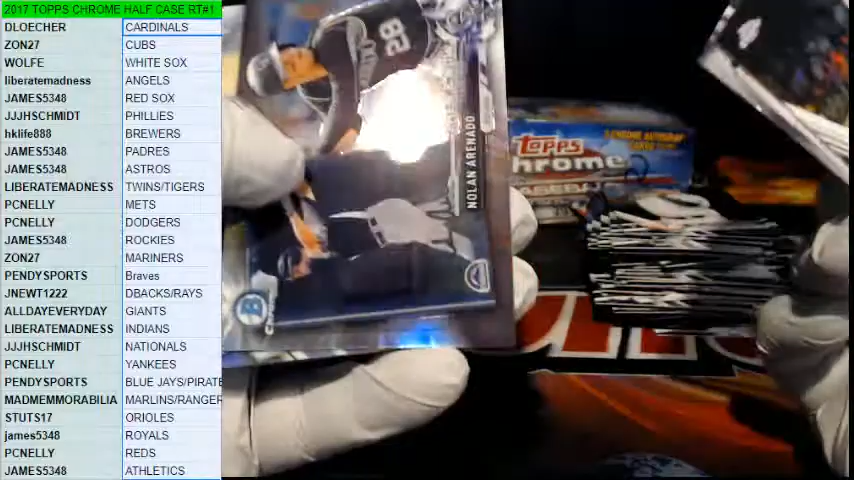 2017 TOPPS CHROME HALF CASE RT#1
DLOECHER CARDINALS
ZON27 CUBS
WOLFE WHITE SOX
liberatemadness ANGELS
JAMES5348 RED SOX
JJJHSCHMIDT PHILLIES
hklife888 BREWERS
JAMES5348 PADRES
JAMES5348 ASTROS
LIBERATEMADNESS TWINS/TIGERS
PCNELLY METS
PCNELLY DODGERS
JAMES5348 ROCKIES
ZON27 MARINERS
PENDYSPORTS Braves
JNEWT1222 DBACKS/RAYS
ALLDAYEVERYDAY GIANTS
LIBERATEMADNESS INDIANS
JJJHSCHMIDT NATIONALS
PCNELLY YANKEES
PENDYSPORTS BLUE JAYS/PIRATE
MADMEMMORABILIA MARLINS/RANGER
STUTS17 ORIOLES
james5348 ROYALS
PCNELLY REDS
JAMES5348 ATHLETICS
28
NOLAN ARENADO
B
TOPPS
Chrome
BASEBALL